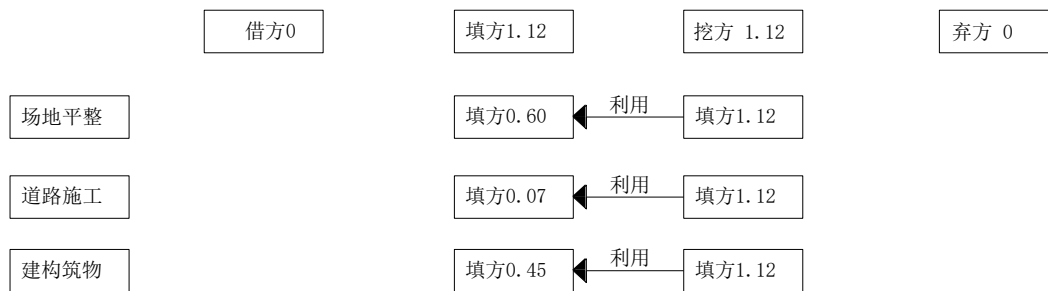 借方0 填方1.12 挖方 1.12 弃方 0
场地平整 填方0.60 利用 填方1.12
道路施工 填方0.07 利用 填方1.12
建构筑物 填方0.45 利用 填方1.12